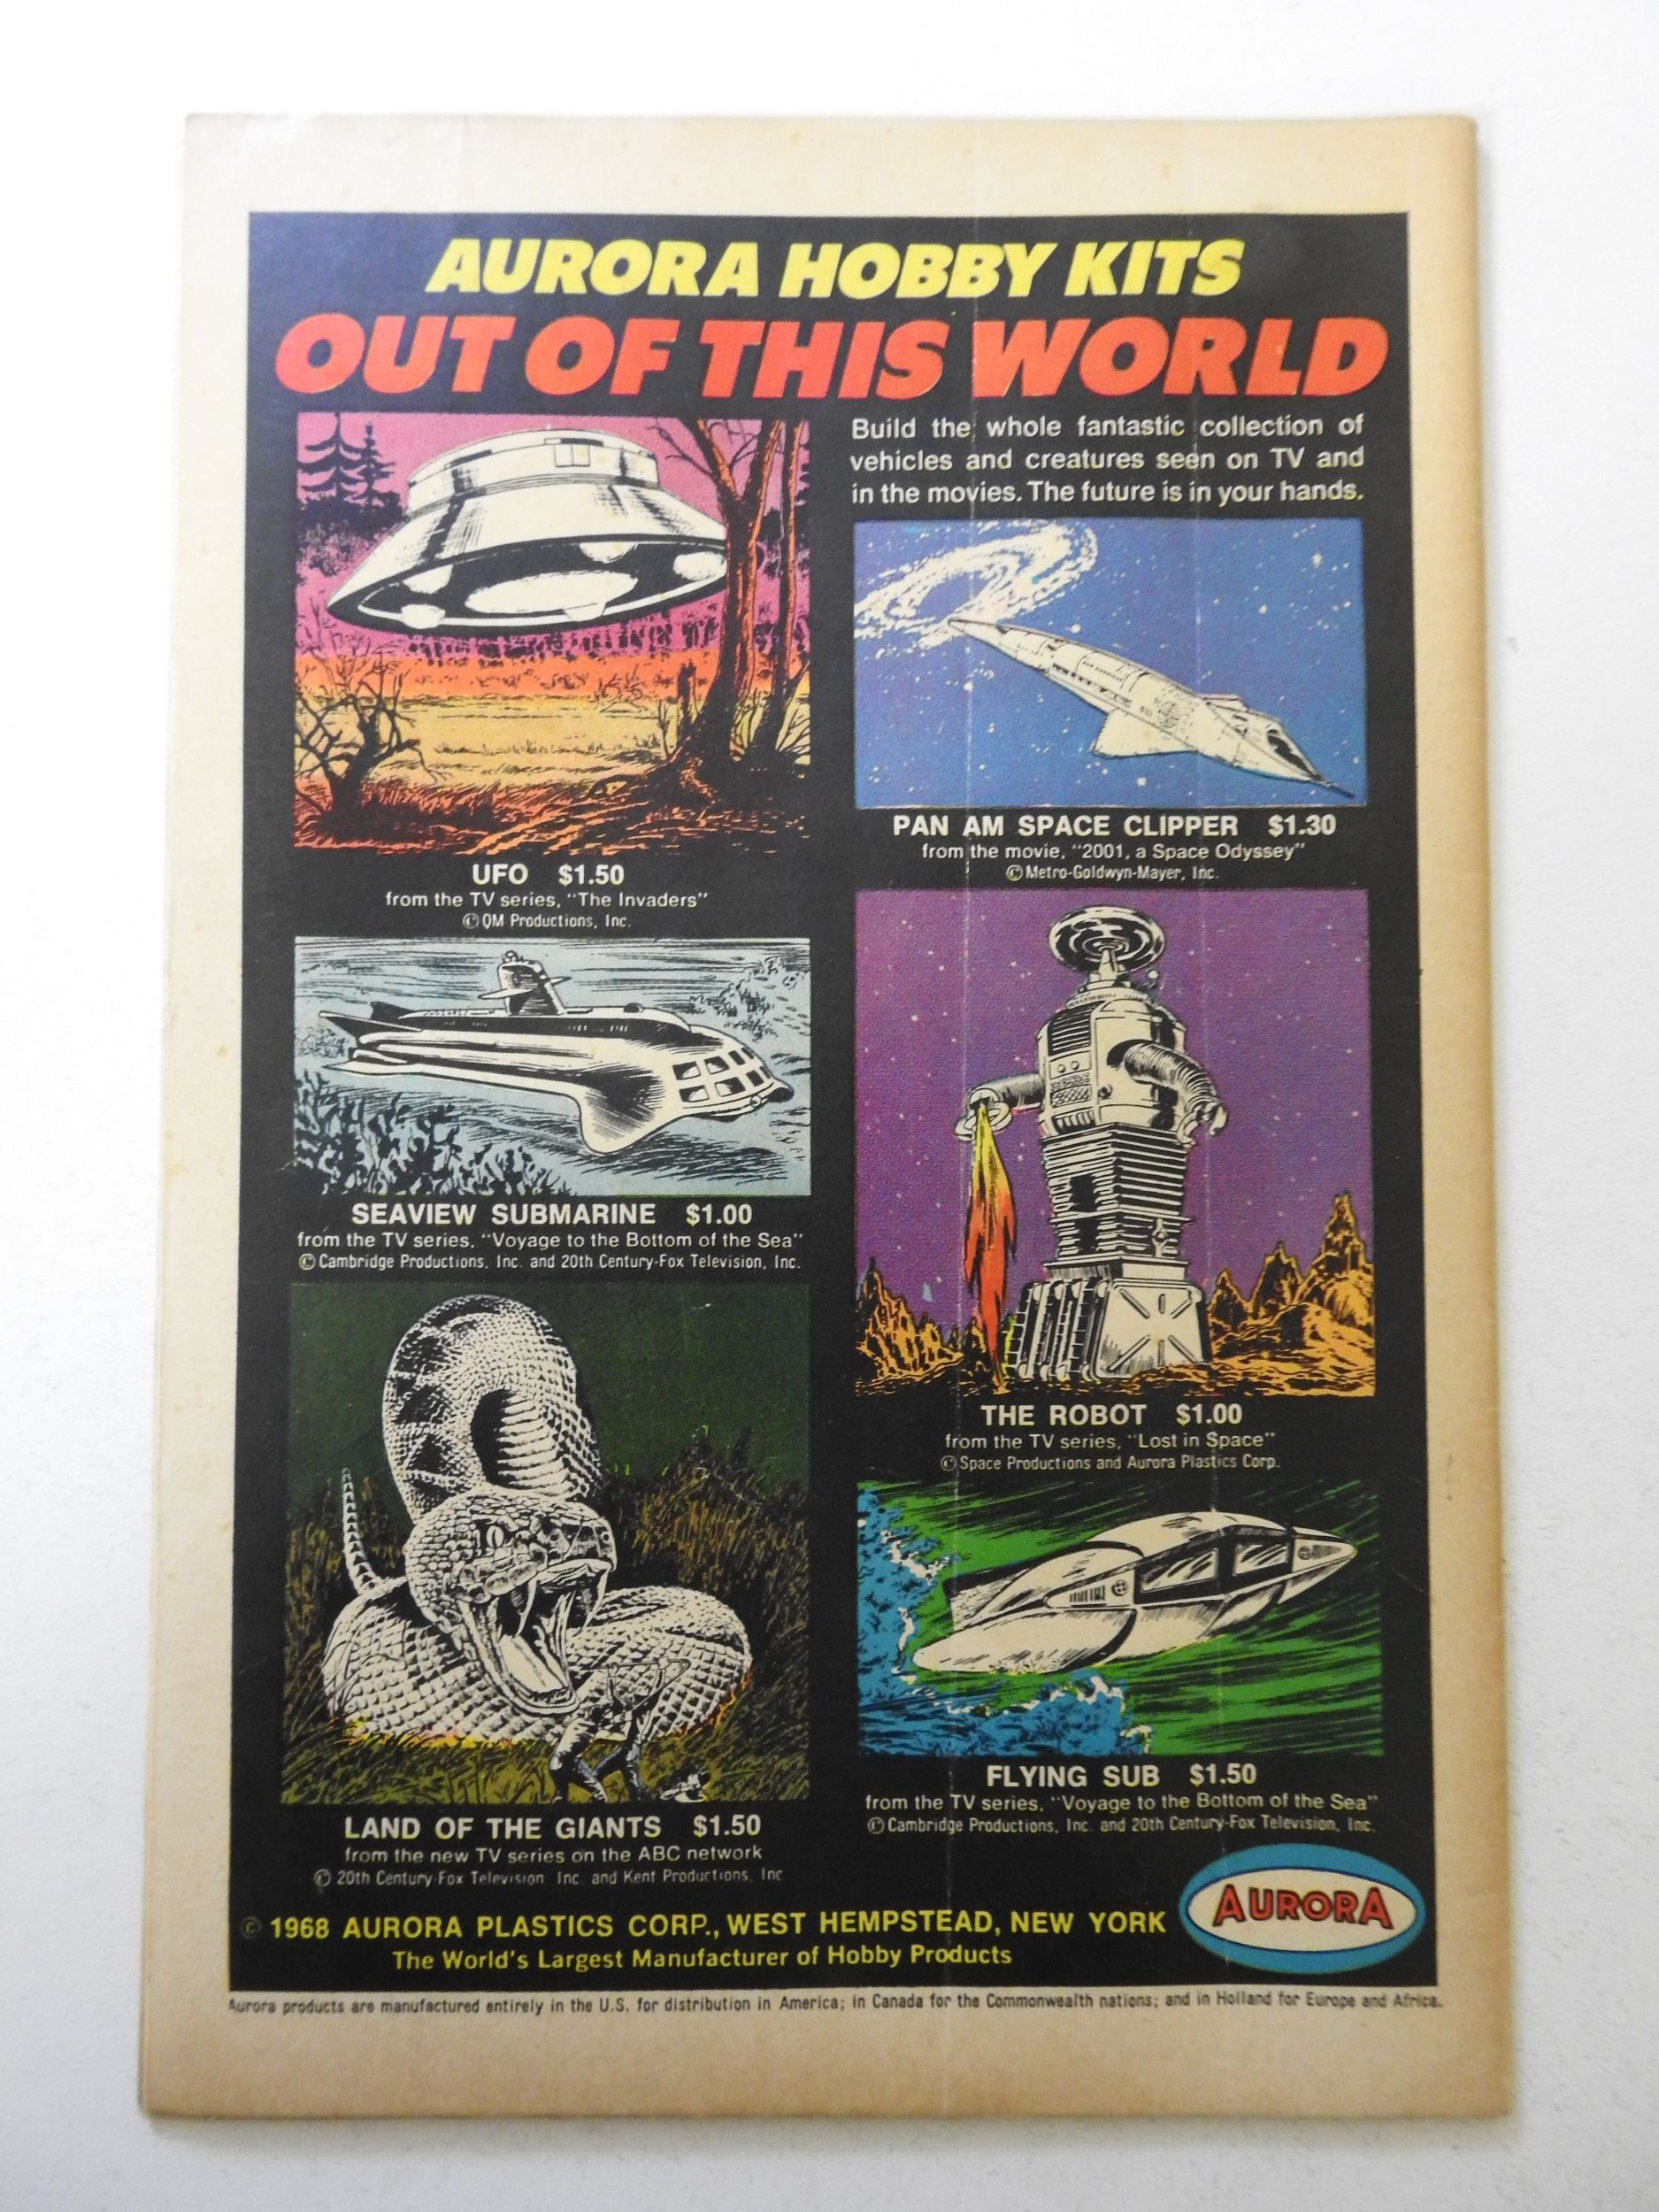 AURORA HOBBY KITS
OUT OF THIS WORLD
Build the whole fantastic collection of
vehicles and creatures seen on TV and
in the movies. The future is in your hands.
UFO $1.50
from the TV series, "The Invaders"
© QM Productions, Inc.
PAN AM SPACE CLIPPER $1.30
from the movie, "2001, a Space Odyssey"
© Metro-Goldwyn-Mayer, Inc.
SEAVIEW SUBMARINE $1.00
from the TV series, "Voyage to the Bottom of the Sea"
© Cambridge Productions, Inc. and 20th Century-Fox Television, Inc.
THE ROBOT $1.00
from the TV series, "Lost in Space"
© Space Productions and Aurora Plastics Corp.
LAND OF THE GIANTS $1.50
from the new TV series on the ABC network
© 20th Century-Fox Television Inc. and Kent Productions, Inc
FLYING SUB $1.50
from the TV series, "Voyage to the Bottom of the Sea"
© Cambridge Productions, Inc. and 20th Century-Fox Television, Inc.
© 1968 AURORA PLASTICS CORP., WEST HEMPSTEAD, NEW YORK
The World's Largest Manufacturer of Hobby Products
AURORA
Aurora products are manufactured entirely in the U.S. for distribution in America; in Canada for the Commonwealth nations; and in Holland for Europe and Africa.